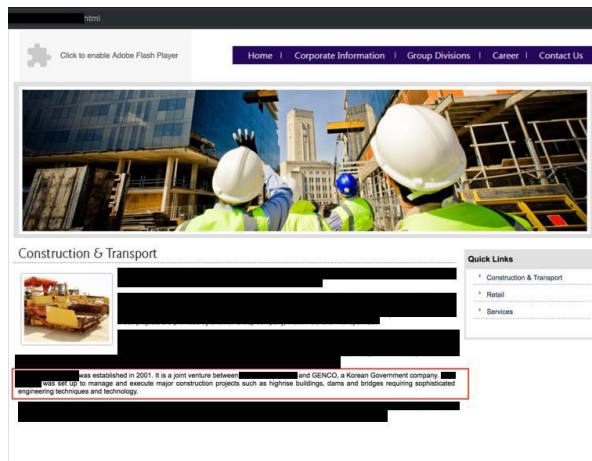 html
Click to enable Adobe Flash Player
Home | Corporate Information | Group Divisions | Career | Contact Us
Construction & Transport
Quick Links
Construction & Transport
Retail
Services
was established in 2001. It is a joint venture between and GENCO, a Korean Government company.
was set up to manage and execute major construction projects such as highrise buildings, dams and bridges requiring sophisticated
engineering techniques and technology.